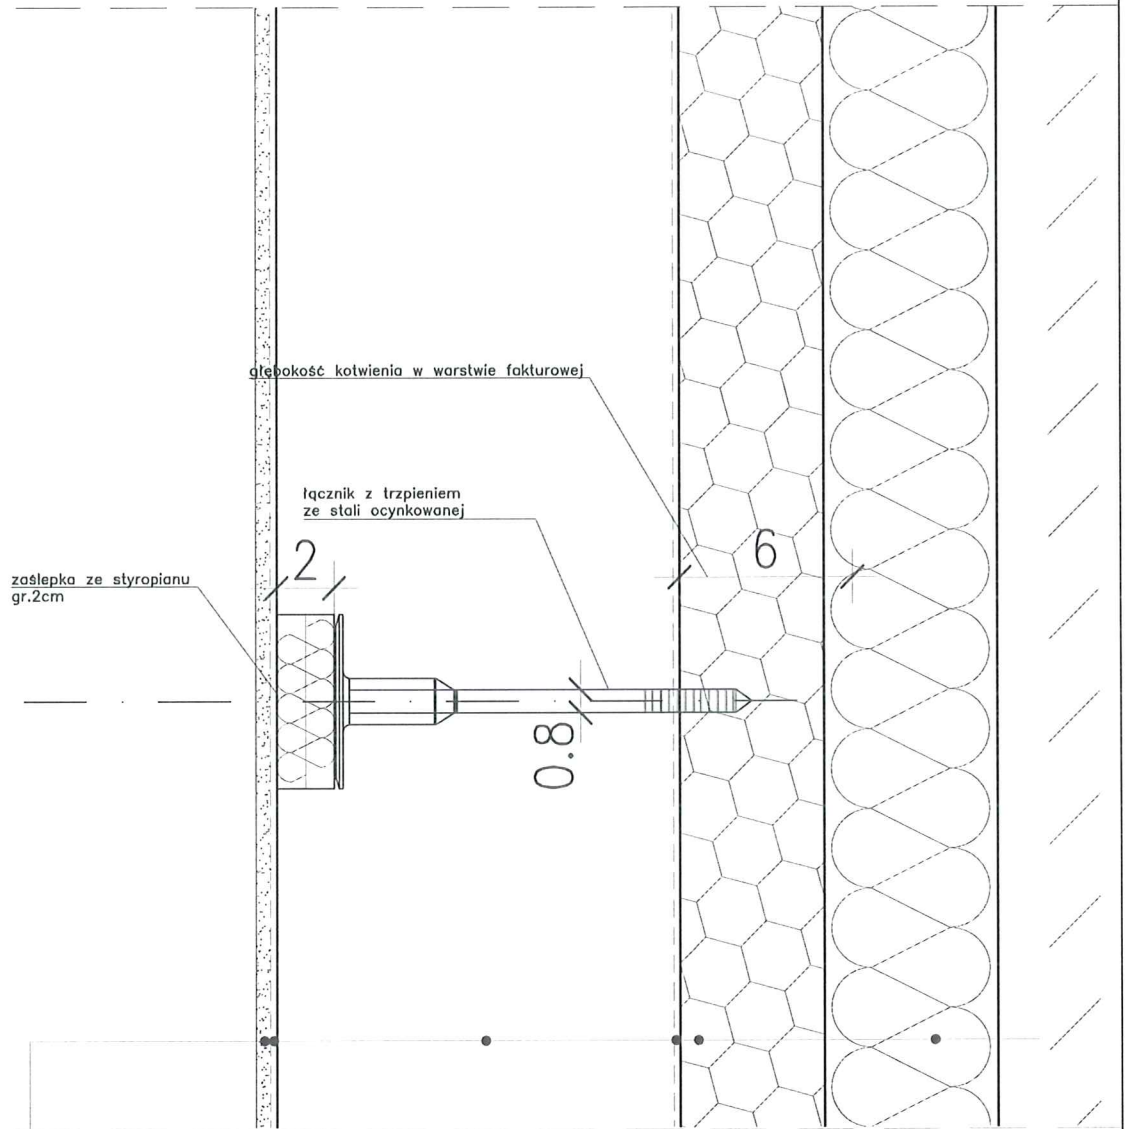 głębokość kotwienia w warstwie fakturowej
łącznik z trzpieniem
ze stali ocynkowanej
2
6
zaślepka ze styropianu
gr.2cm
0.8